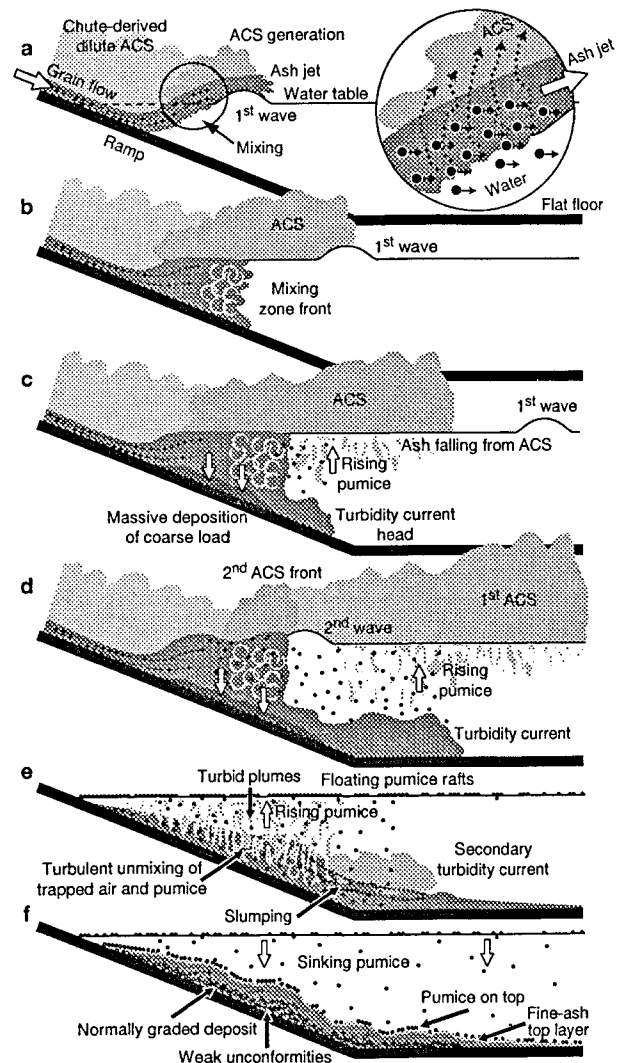 a
Chute-derived
dilute ACS
ACS generation
Grain flow
Ash jet
Water table
1st wave
Mixing
Ramp
ACS
Ash jet
Water
b
ACS
Flat floor
1st wave
Mixing
zone front
c
ACS
1st wave
Ash falling from ACS
Rising
pumice
Massive deposition
of coarse load
Turbidity current
head
d
2nd ACS front
1st ACS
2nd wave
Rising
pumice
Turbidity current
e
Turbid plumes
Floating pumice rafts
Rising pumice
Turbulent unmixing of
trapped air and pumice
Secondary
turbidity current
Slumping
f
Sinking pumice
Pumice on top
Normally graded deposit
Fine-ash
top layer
Weak unconformities